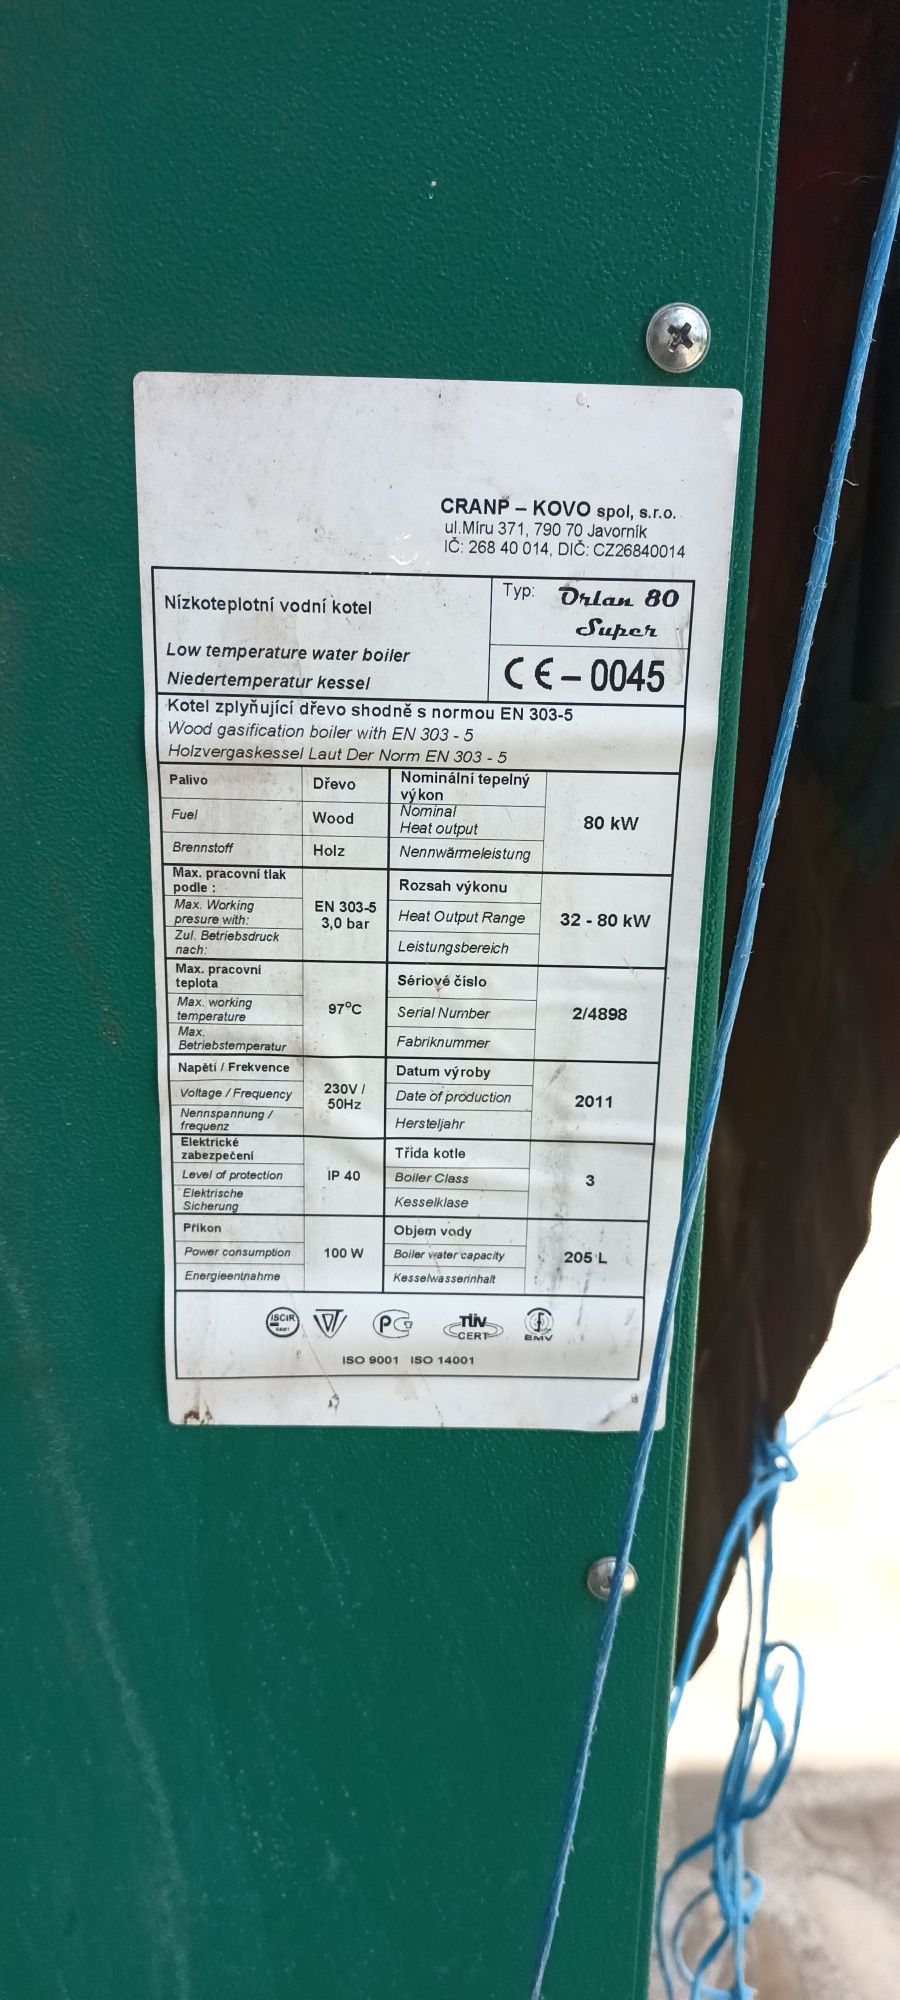 CRANP – KOVO spol, s.r.o.
ul.Míru 371, 790 70 Javorník
IČ: 268 40 014, DIČ: CZ26840014
Nízkoteplotní vodní kotel
Low temperature water boiler
Niedertemperatur kessel
Typ: Orlan 80
Super
CE – 0045
Kotel zplyňující dřevo shodně s normou EN 303-5
Wood gasification boiler with EN 303 - 5
Holzvergaskessel Laut Der Norm EN 303 - 5
Palivo
Fuel
Brennstoff
Dřevo
Wood
Holz
Nominální tepelný
výkon
Nominal
Heat output
Nennwärmeleistung
80 kW
Max. pracovní tlak
podle :
Max. Working
presure with:
Zul. Betriebsdruck
nach:
EN 303-5
3,0 bar
Rozsah výkonu
Heat Output Range
Leistungsbereich
32 - 80 kW
Max. pracovní
teplota
Max. working
temperature
Max.
Betriebstemperatur
97°C
Sériové číslo
Serial Number
Fabriknummer
2/4898
Napětí / Frekvence
Voltage / Frequency
Nennspannung /
frequenz
230V /
50Hz
Datum výroby
Date of production
Hersteljahr
2011
Elektrické
zabezpečení
Level of protection
Elektrische
Sicherung
IP 40
Třída kotle
Boiler Class
Kesselklase
3
Příkon
Power consumption
Energieentnahme
100 W
Objem vody
Boiler water capacity
Kesselwasserinhalt
205 L
ISCIR
CERT
TÜV
CERT
EMV
ISO 9001 ISO 14001